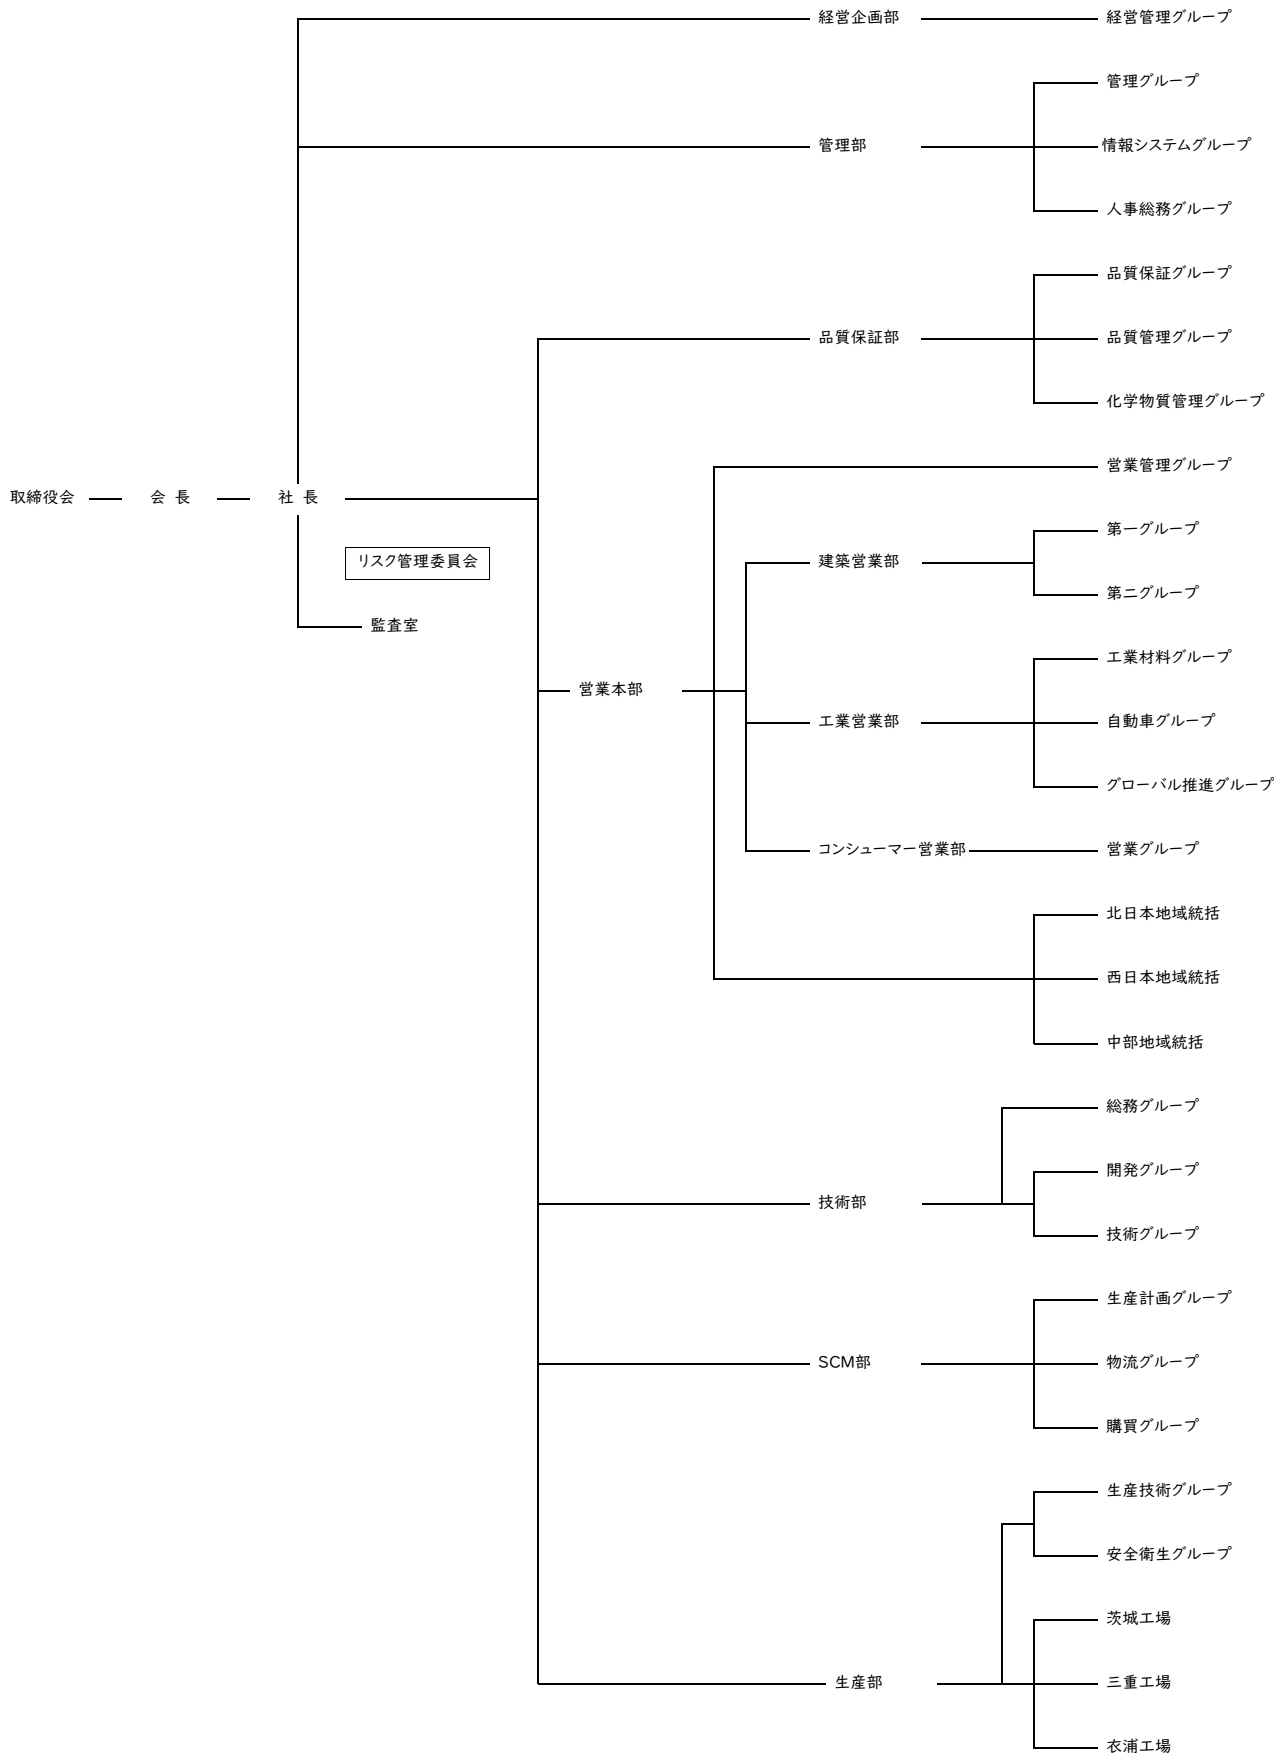 経営企画部
経営管理グループ
管理グループ
管理部
情報システムグループ
人事総務グループ
品質保証グループ
品質保証部
品質管理グループ
化学物質管理グループ
営業管理グループ
取締役会
会 長
社 長
第一グループ
リスク管理委員会
建築営業部
第二グループ
監査室
工業材料グループ
営業本部
工業営業部
自動車グループ
グローバル推進グループ
コンシューマー営業部
営業グループ
北日本地域統括
西日本地域統括
中部地域統括
総務グループ
開発グループ
技術部
技術グループ
生産計画グループ
SCM部
物流グループ
購買グループ
生産技術グループ
安全衛生グループ
茨城工場
生産部
三重工場
衣浦工場